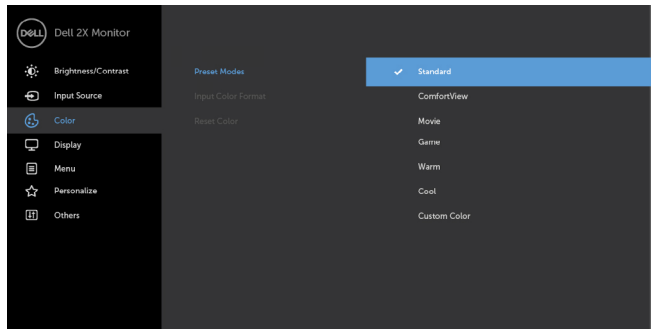 DELL Dell 2X Monitor
Brightness/Contrast Preset Modes Standard
Input Source Input Color Format ComfortView
Color Reset Color Movie
Display Game
Menu Warm
Personalize Cool
Others Custom Color